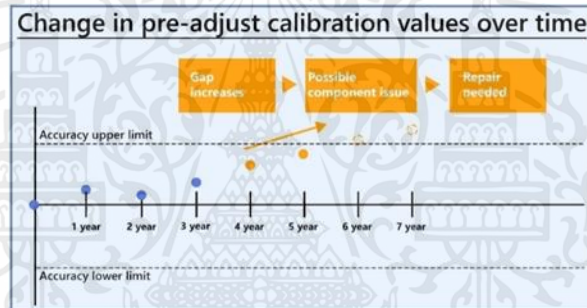 Change in pre-adjust calibration values over time
Gap
increases
Possible
component issue
Repair
needed
Accuracy upper limit
1 year
2 year
3 year
4 year
5 year
6 year
7 year
Accuracy lower limit